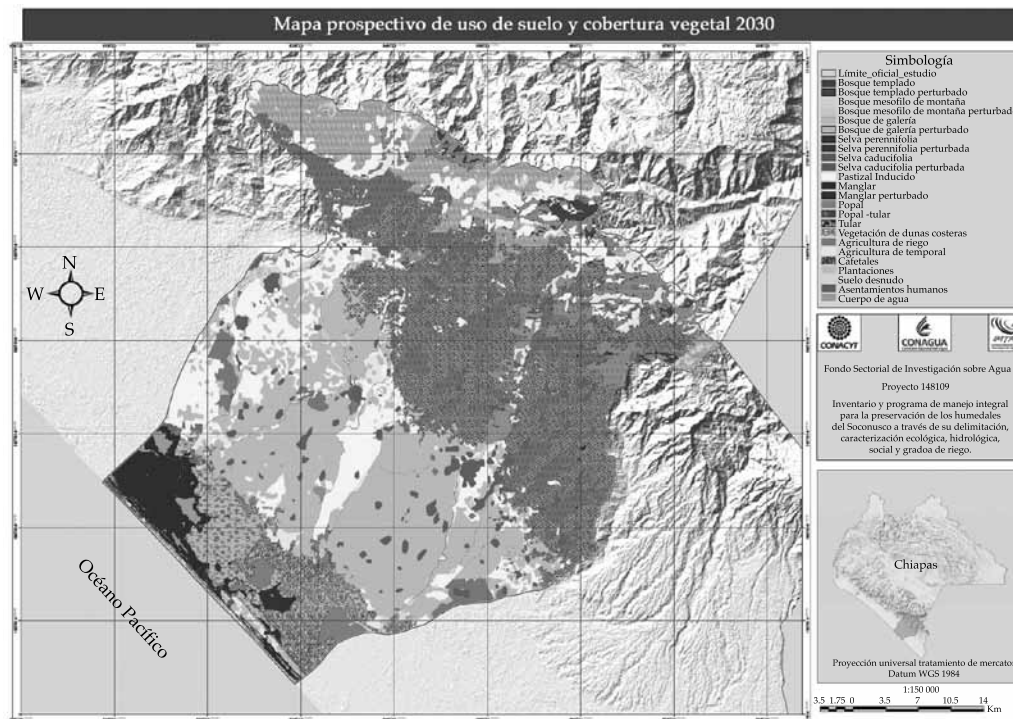 Mapa prospectivo de uso de suelo y cobertura vegetal 2030
N
W E
S
Océano Pacífico
Simbología
Límite_oficial_estudio
Bosque templado
Bosque templado perturbado
Bosque mesofilo de montaña
Bosque mesofilo de montaña perturbado
Bosque de galería
Bosque de galería perturbado
Selva perennifolia
Selva perennifolia perturbada
Selva caducifolia
Selva caducifolia perturbada
Pastizal Inducido
Manglar
Manglar perturbado
Popal
Popal -tular
Tular
Vegetación de dunas costeras
Agricultura de riego
Agricultura de temporal
Cafetales
Plantaciones
Suelo desnudo
Asentamientos humanos
Cuerpo de agua
CONACYT
CONAGUA
Fondo Sectorial de Investigación sobre Agua
Proyecto 148109
Inventario y programa de manejo integral
para la preservación de los humedales
del Soconusco a través de su delimitación,
caracterización ecológica, hidrológica,
social y gradoa de riego.
Chiapas
Proyección universal tratamiento de mercator
Datum WGS 1984
1:150 000
3.5 1.75 0 3.5 7 10.5 14
Km